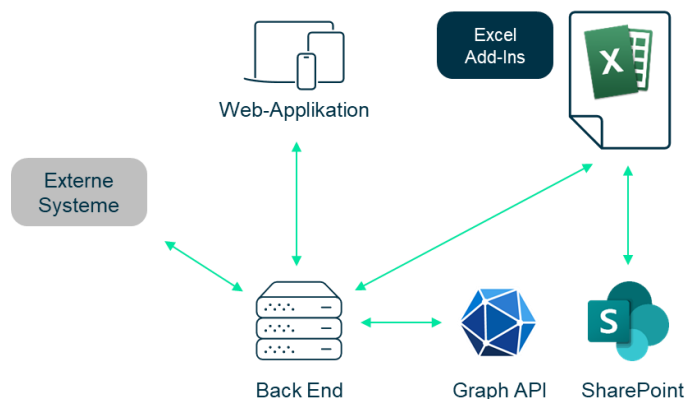 Excel
Add-Ins
X
Web-Applikation
Externe
Systeme
S
Back End
Graph API
SharePoint